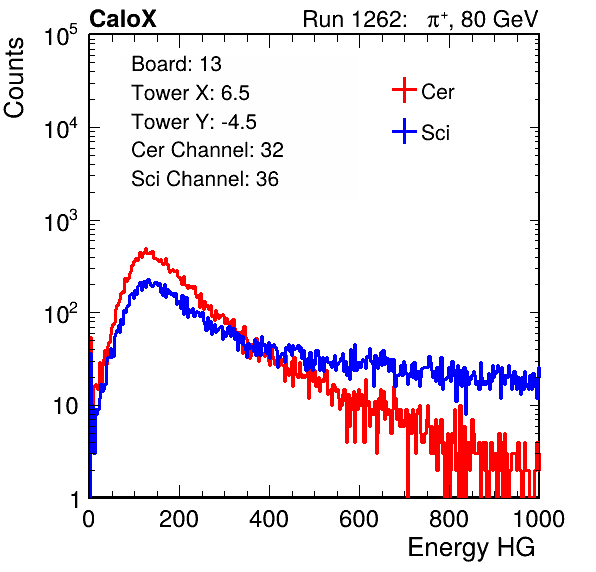 CaloX Run 1262: π⁺, 80 GeV
Board: 13
Tower X: 6.5
Tower Y: -4.5
Cer Channel: 32
Sci Channel: 36
Cer
Sci
Counts
10⁵
10⁴
10³
10²
10
1
0 200 400 600 800 1000
Energy HG